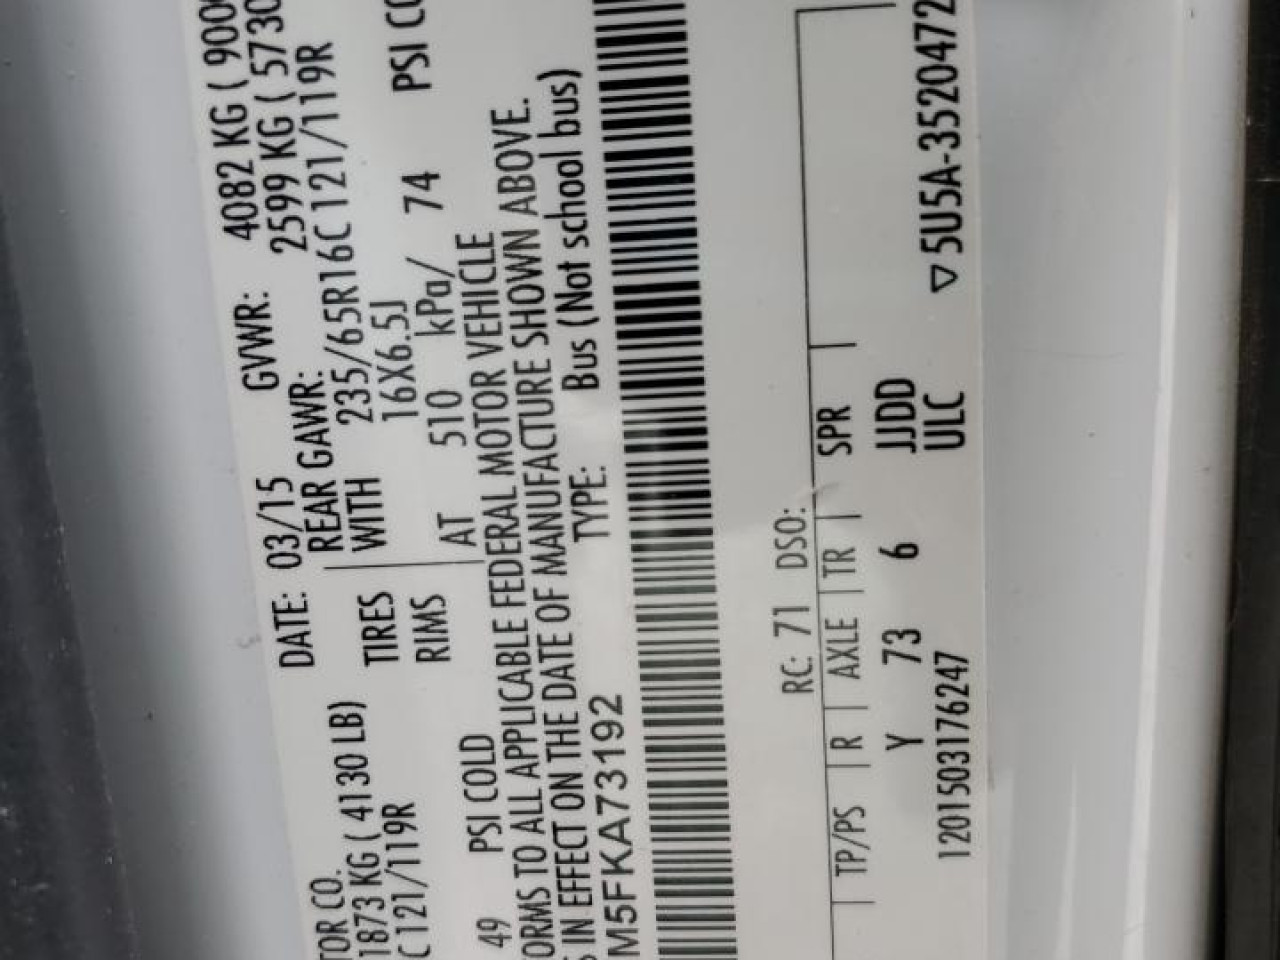 TOR CO. DATE: 03/15 GVWR: 4082 KG ( 900
1873 KG ( 4130 LB) REAR GAWR: 2599 KG ( 5730
C 121/119R TIRES WITH 235/65R16C 121/119R
RIMS 16X6.5J
49 PSI COLD AT 510 kPa/ 74 PSI CO
ORMS TO ALL APPLICABLE FEDERAL MOTOR VEHICLE
S IN EFFECT ON THE DATE OF MANUFACTURE SHOWN ABOVE.
M5FKA73192 TYPE: Bus (Not school bus)
RC: 71 DSO:
TP/PS R AXLE TR SPR
Y 73 6 JJDD
1201503176247 ULC ▽5U5A-3520472